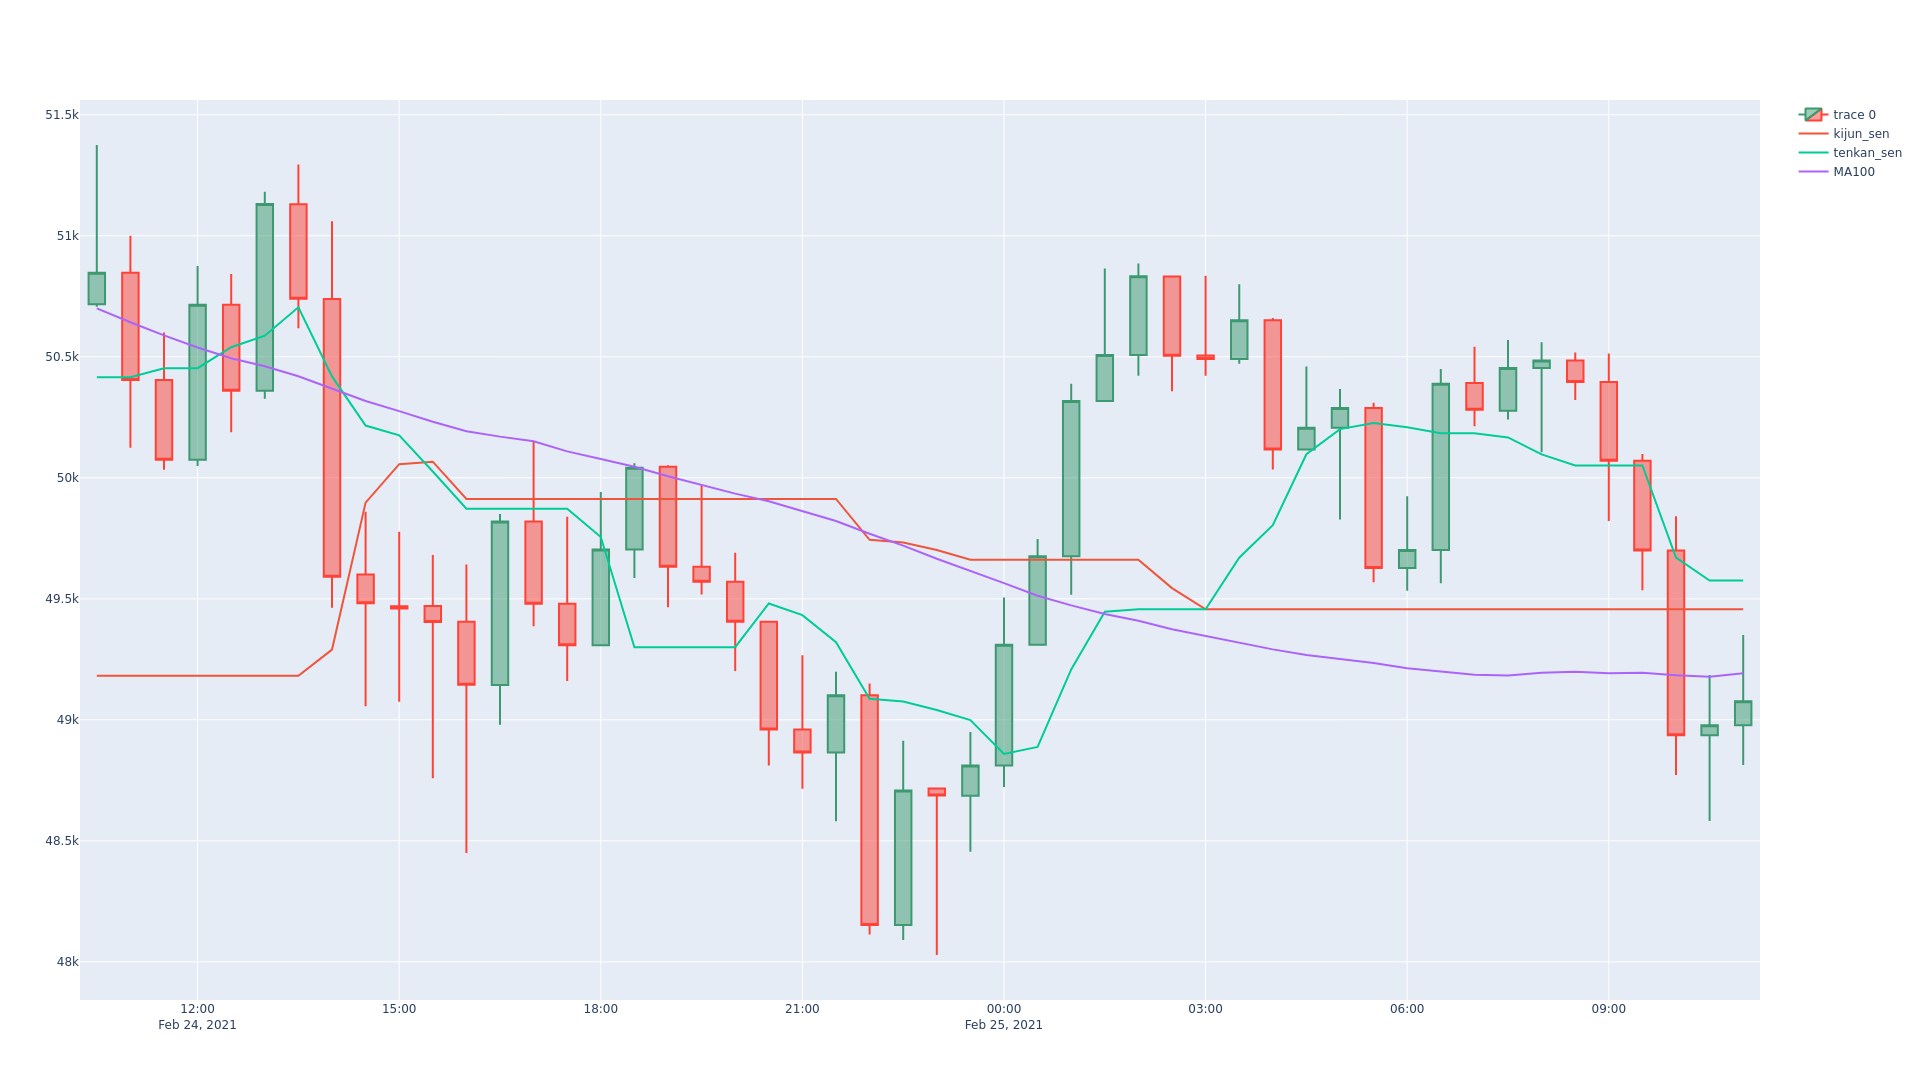 51.5k
51k
50.5k
50k
49.5k
49k
48.5k
48k
12:00
Feb 24, 2021
15:00
18:00
21:00
00:00
Feb 25, 2021
03:00
06:00
09:00
trace 0
kijun_sen
tenkan_sen
MA100